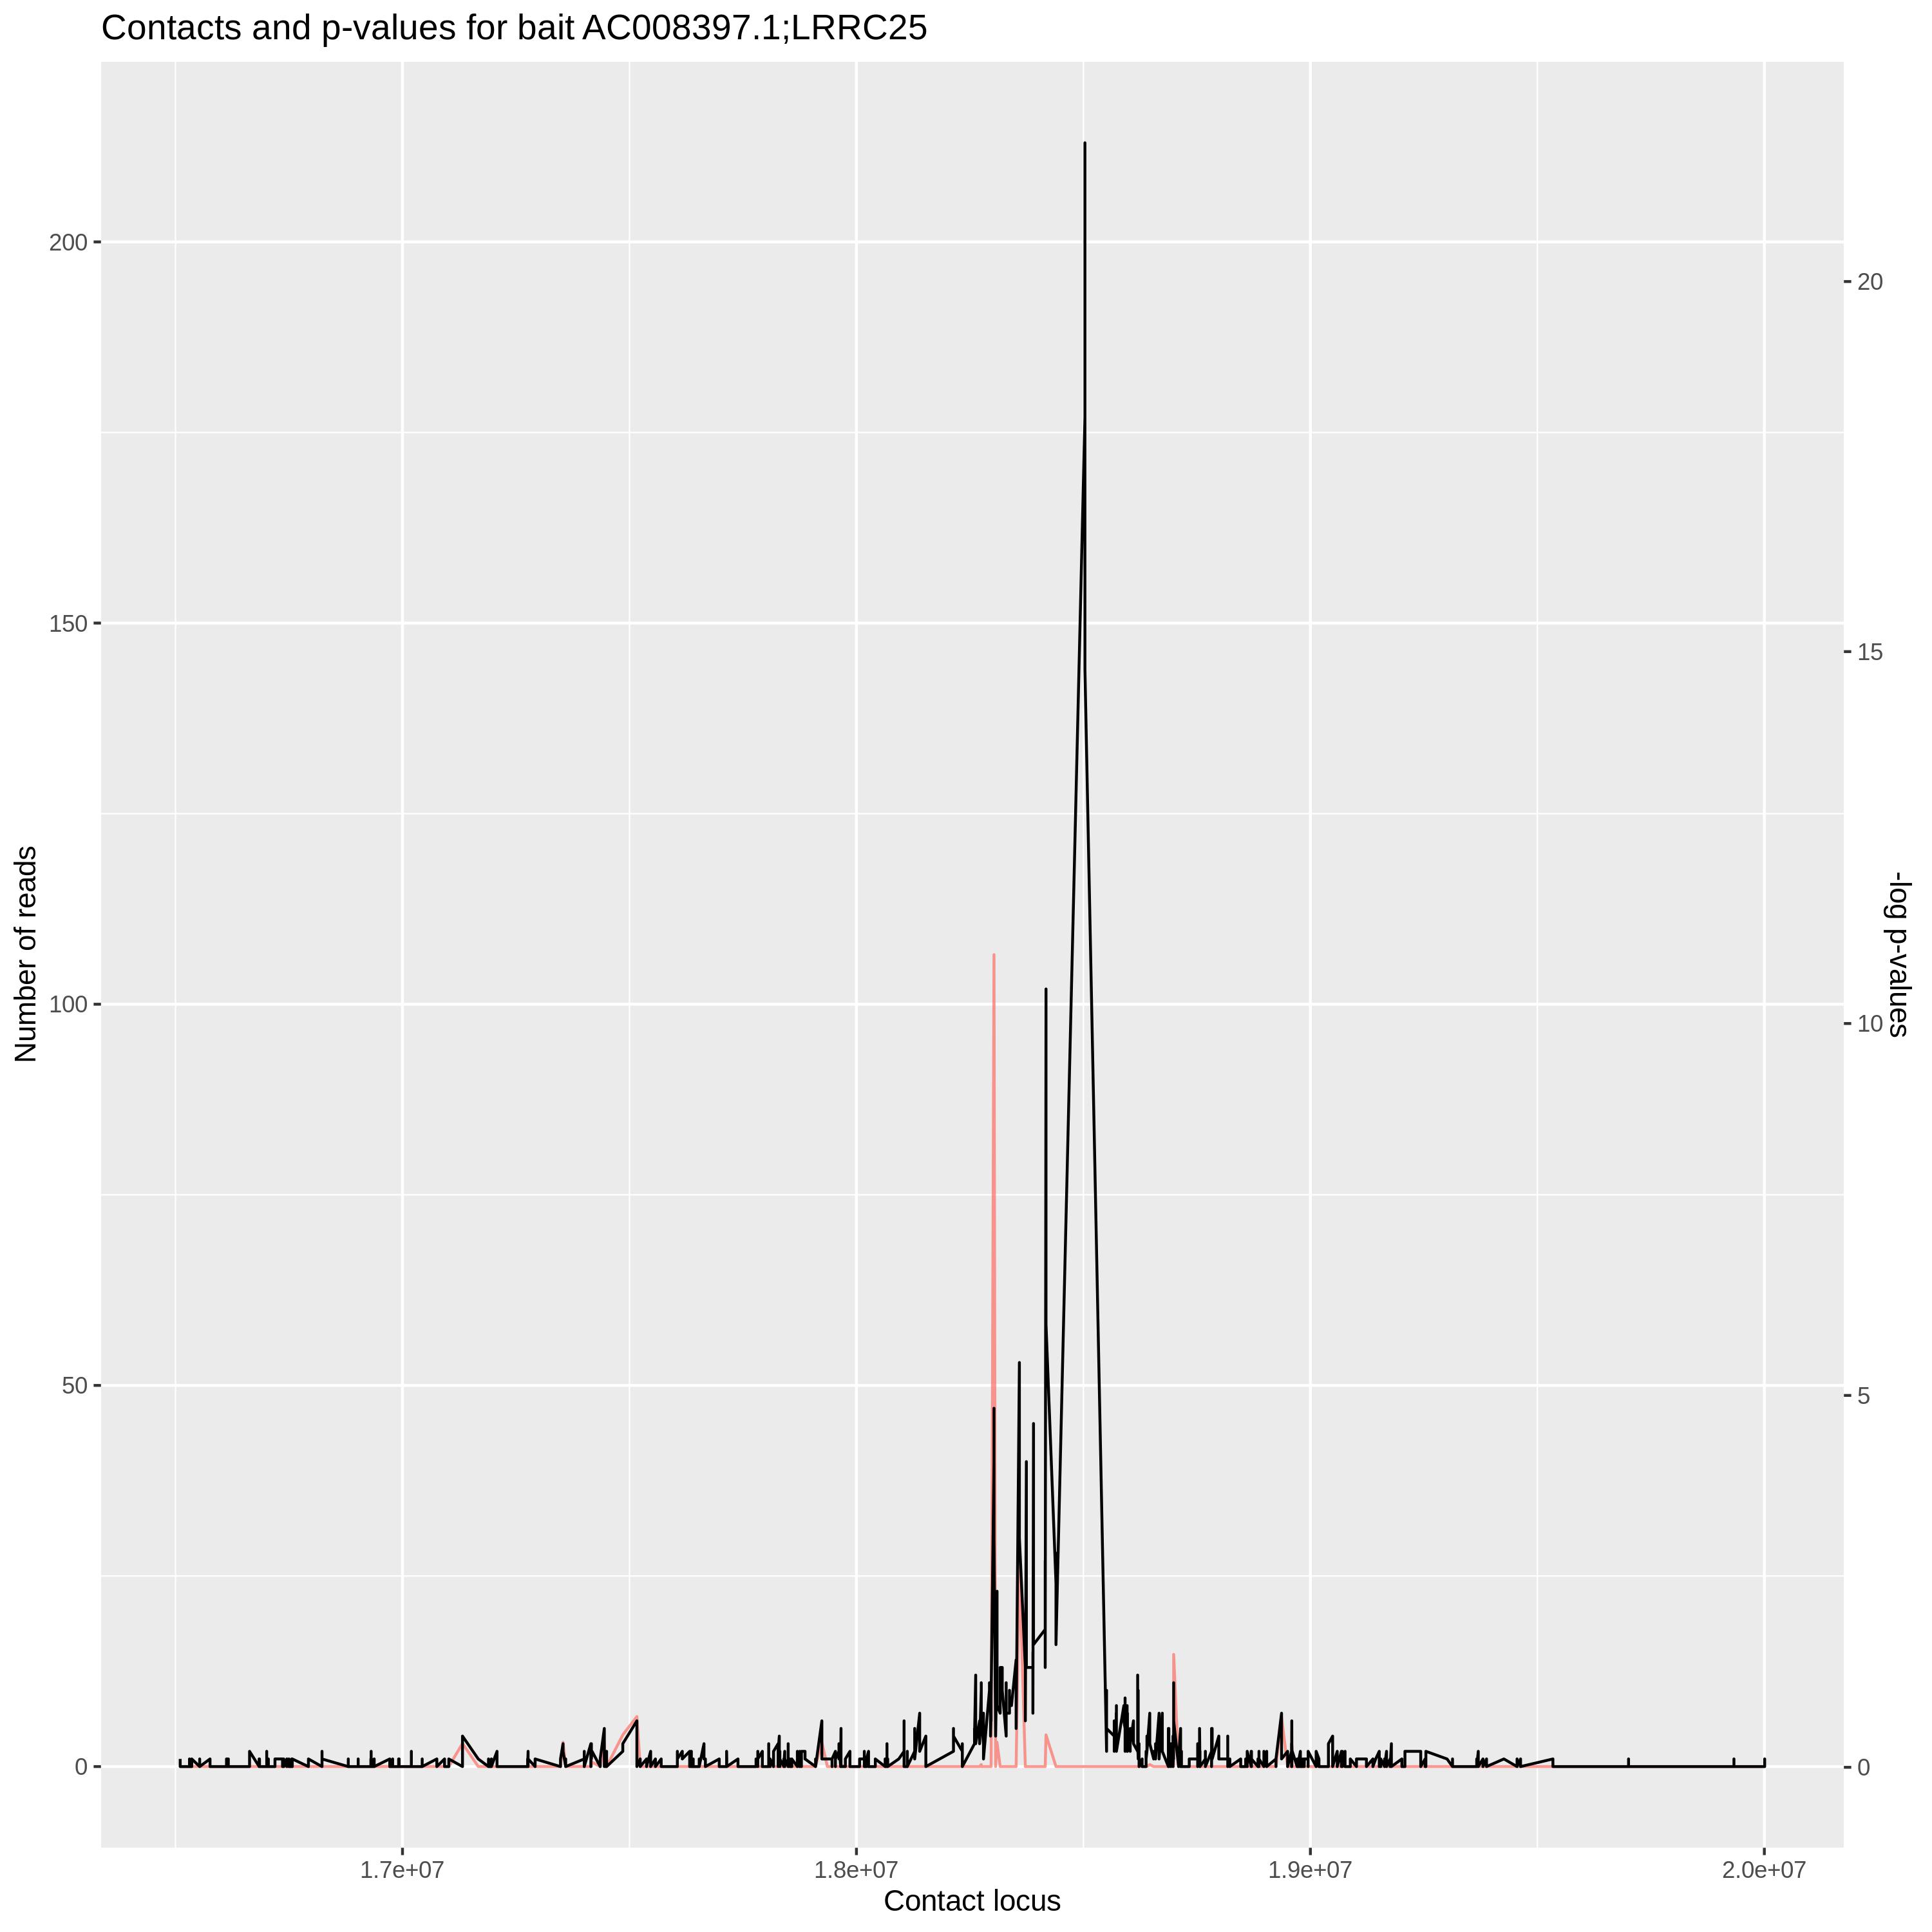 Contacts and p-values for bait AC008397.1;LRRC25
200
150
100
50
0
Number of reads
20
15
10
5
0
-log p-values
1.7e+07
1.8e+07
1.9e+07
2.0e+07
Contact locus